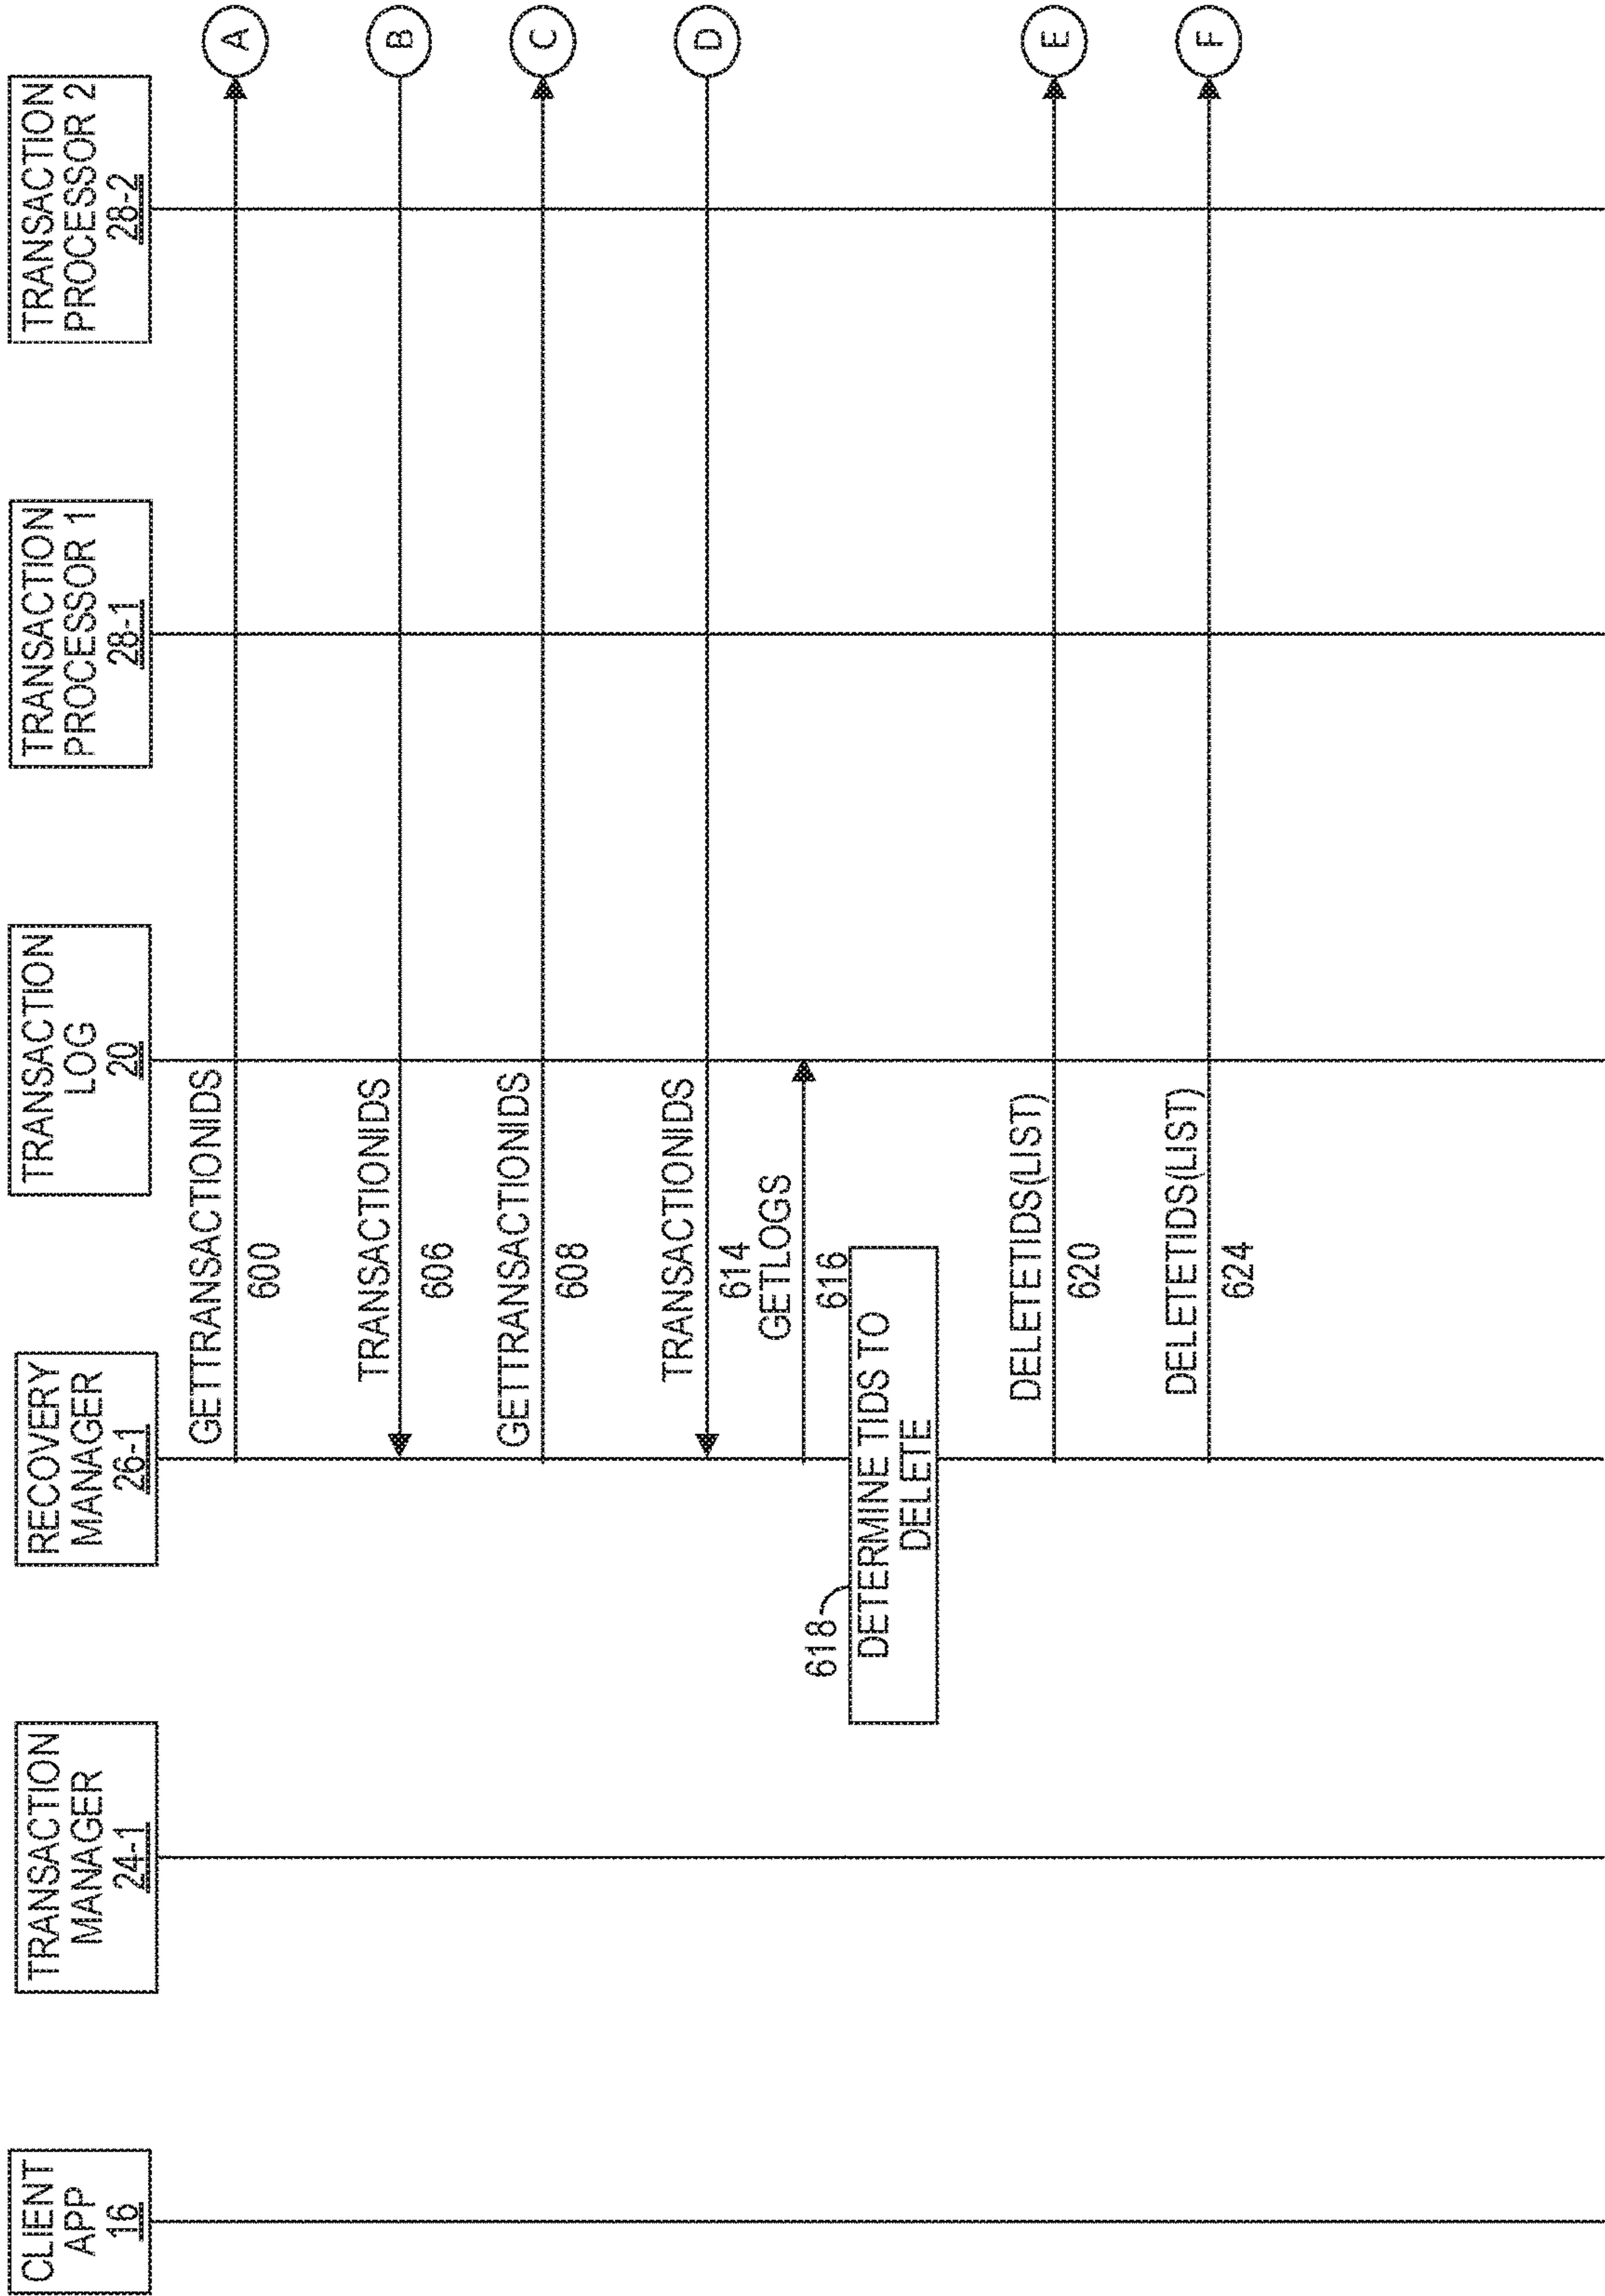 CLIENT
APP
16
TRANSACTION
MANAGER
24-1
RECOVERY
MANAGER
26-1
TRANSACTION
LOG
20
TRANSACTION
PROCESSOR 1
28-1
TRANSACTION
PROCESSOR 2
28-2
GETTRANSACTIONIDS
600
A
TRANSACTIONIDS
606
B
GETTRANSACTIONIDS
608
C
TRANSACTIONIDS
614
D
GETLOGS
616
618
DETERMINE TIDS TO
DELETE
DELETETIDS(LIST)
620
E
DELETETIDS(LIST)
624
F